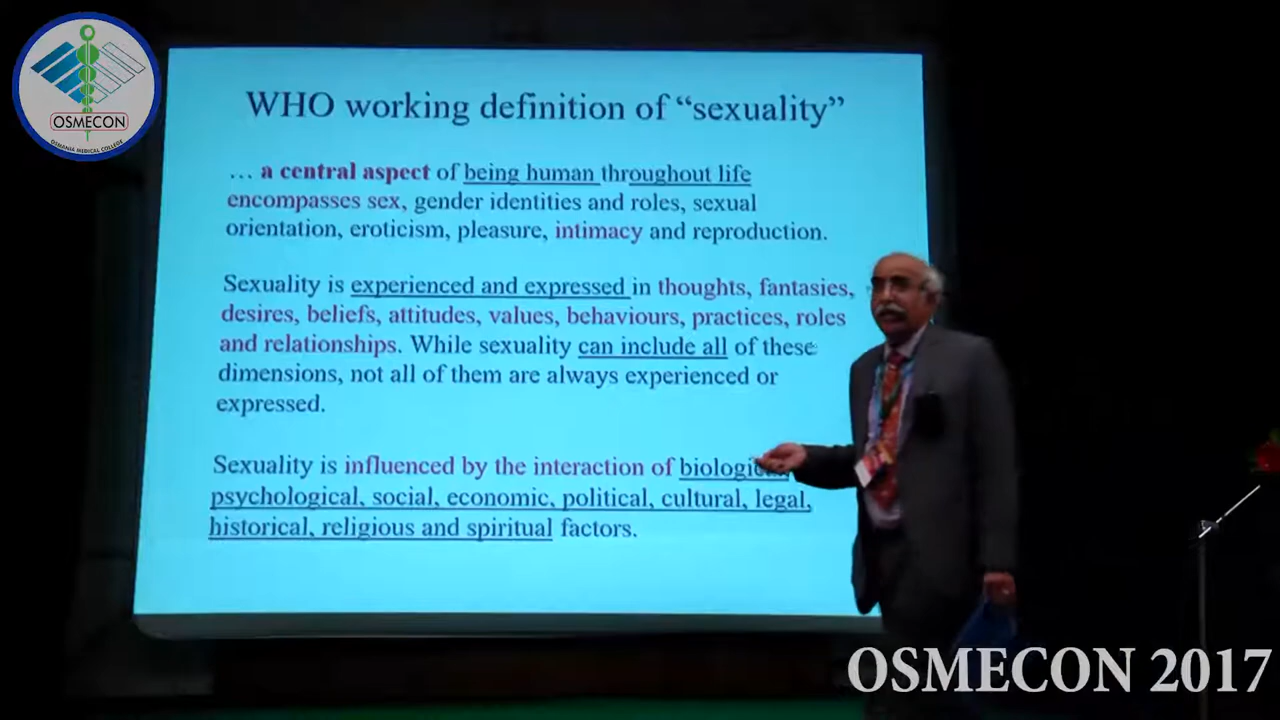 OSMECON
OSMANIA MEDICAL COLLEGE
WHO working definition of “sexuality”
… a central aspect of being human throughout life
encompasses sex, gender identities and roles, sexual
orientation, eroticism, pleasure, intimacy and reproduction.
Sexuality is experienced and expressed in thoughts, fantasies,
desires, beliefs, attitudes, values, behaviours, practices, roles
and relationships. While sexuality can include all of these
dimensions, not all of them are always experienced or
expressed.
Sexuality is influenced by the interaction of
psychological, social, economic, political, cultural, legal,
historical, religious and spiritual factors.
OSMECON 2017